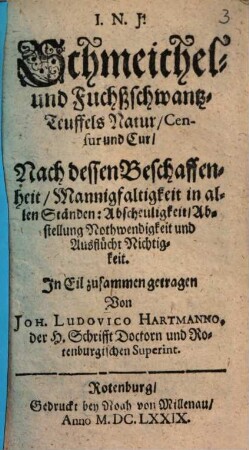 3
I. N. J!
Schmeichel-
und Fuchßschwantz-
Teuffels Natur/Cen-
sur und Cur/
Nach dessen Beschaffen-
heit/Mannigfaltigkeit in al-
len Ständen: Abscheuligkeit/Ab-
stellung Nothwendigkeit und
Ausflücht Nichtig-
keit.
In Eil zusammen getragen
Von
JOH. LUDOVICO HARTMANNO,
der H. Schrifft Doctorn und Ro-
tenburgischen Superint.
Rotenburg/
Gedruckt bey Noah von Millenau/
Anno M. DC. LXXIX.